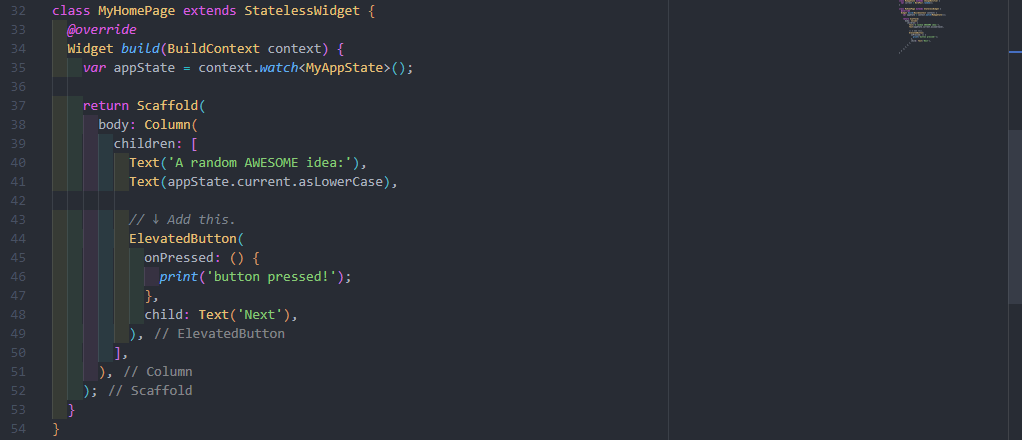 32 class MyHomePage extends StatelessWidget {
33   @override
34   Widget build(BuildContext context) {
35     var appState = context.watch<MyAppState>();
36
37     return Scaffold(
38       body: Column(
39         children: [
40           Text('A random AWESOME idea:'),
41           Text(appState.current.asLowerCase),
42
43           // ↓ Add this.
44           ElevatedButton(
45             onPressed: () {
46               print('button pressed!');
47             },
48             child: Text('Next'),
49           ), // ElevatedButton
50         ],
51       ), // Column
52     ); // Scaffold
53   }
54 }